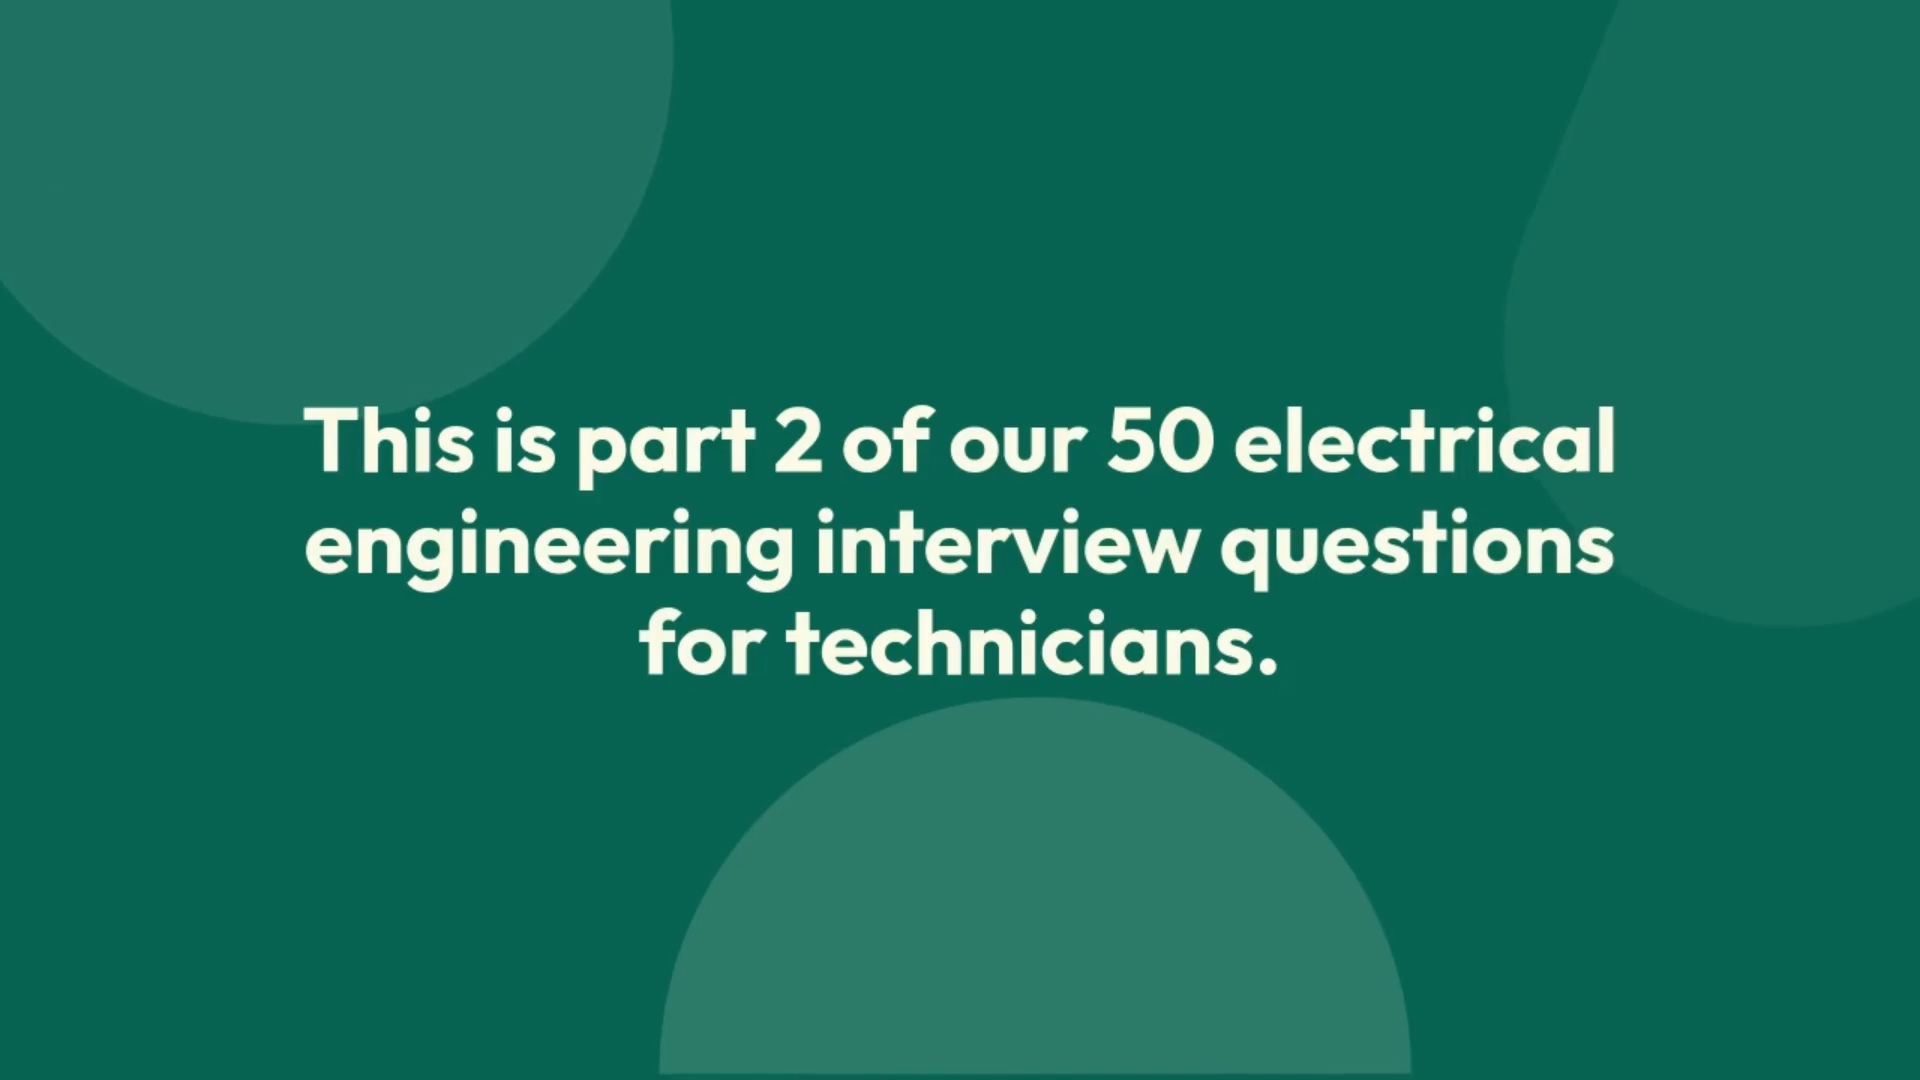 This is part 2 of our 50 electrical
engineering interview questions
for technicians.